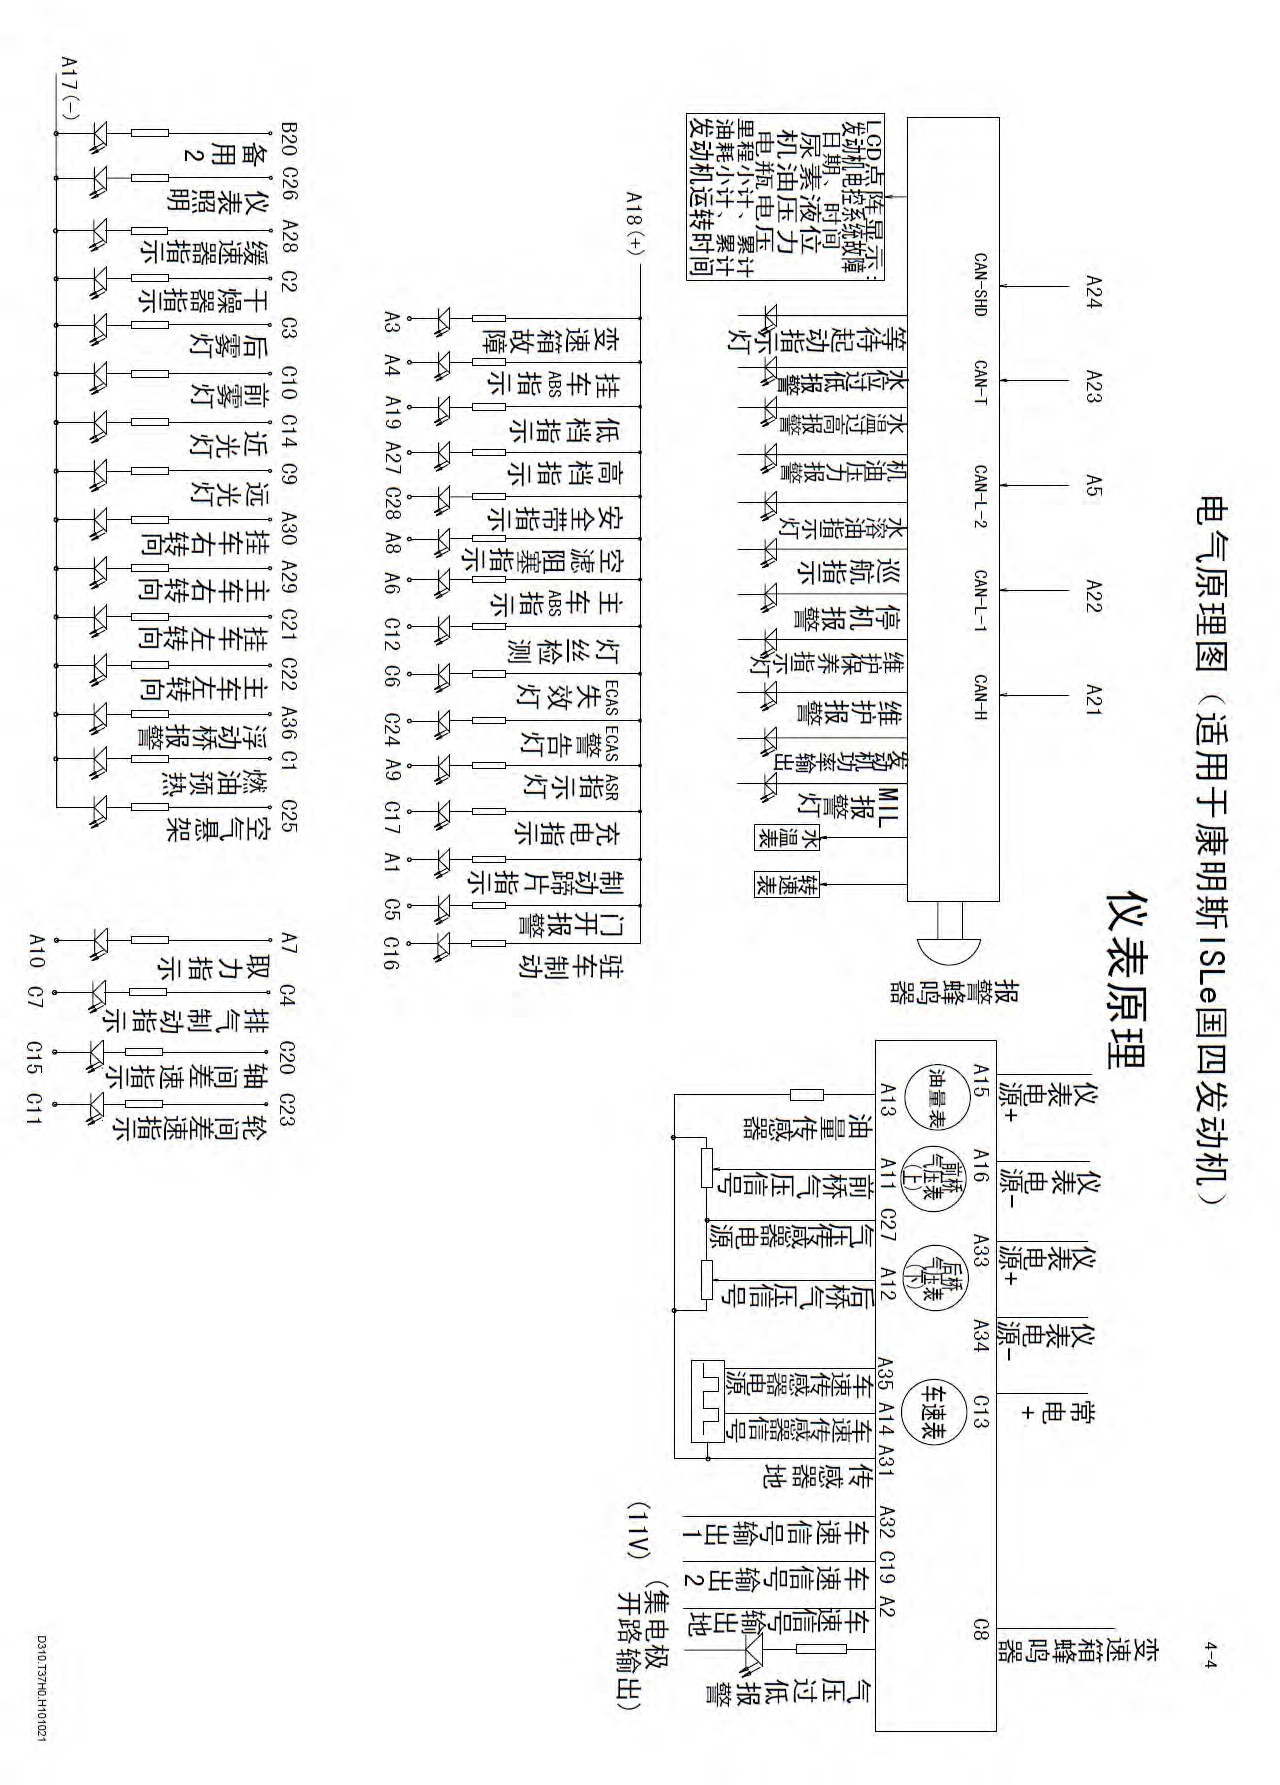 4-4
电气原理图（适用于康明斯ISLe国四发动机）
仪表原理
A24
A23
A5
A22
A21
CAN-SHD
CAN-T
CAN-L-2
CAN-L-1
CAN-H
LCD点阵显示:
发动机电控系统故障
日期、时间
尿素液位
机油压力
电瓶电压
里程小计、累计
油耗小计、累计
发动机运转时间
等待起动指示灯
水位过低报警
水温过高报警
机油压力报警
水溶油指示灯
巡航指示
停机报警
维护保养指示灯
维护报警
发动机功率输出
MIL报警灯
水温表
转速表
报警蜂鸣器
仪表电源+
仪表电源-
仪表电源+
仪表电源-
常电+
变速箱蜂鸣器
A15
A16
A33
A34
C13
C8
油量表
前桥气压表(上)
后桥气压表(下)
车速表
A13
A11
C27
A12
A35
A14
A31
A32
C19
A2
油量传感器
前桥气压信号
气压传感器电源
后桥气压信号
车速传感器电源
车速传感器信号
传感器地
车速信号输出1
车速信号输出2
车速信号输出地
气压过低报警
(11V)
(集电极
开路输出)
A18(+)
变速箱故障
挂车ABS指示
低档指示
高档指示
安全带指示
空滤阻塞指示
主车ABS指示
灯丝检测
ECAS失效灯
ECAS警告灯
ASR指示灯
充电指示
制动蹄片指示
门开报警
驻车制动
A3
A4
A19
A27
C28
A8
A6
C12
C6
C24
A9
C17
A1
C5
C16
B20
C26
A28
C2
C3
C10
C14
C9
A30
A29
C21
C22
A36
C1
C25
备用2
仪表照明
缓速器指示
干燥器指示
后雾灯
前雾灯
近光灯
远光灯
挂车右转向
主车右转向
挂车左转向
主车左转向
浮动桥报警
燃油预热
空气悬架
A17(-)
A7
C4
C20
C23
取力指示
排气制动指示
轴间差速指示
轮间差速指示
A10
C7
C15
C11
D310.T37H0.H101021